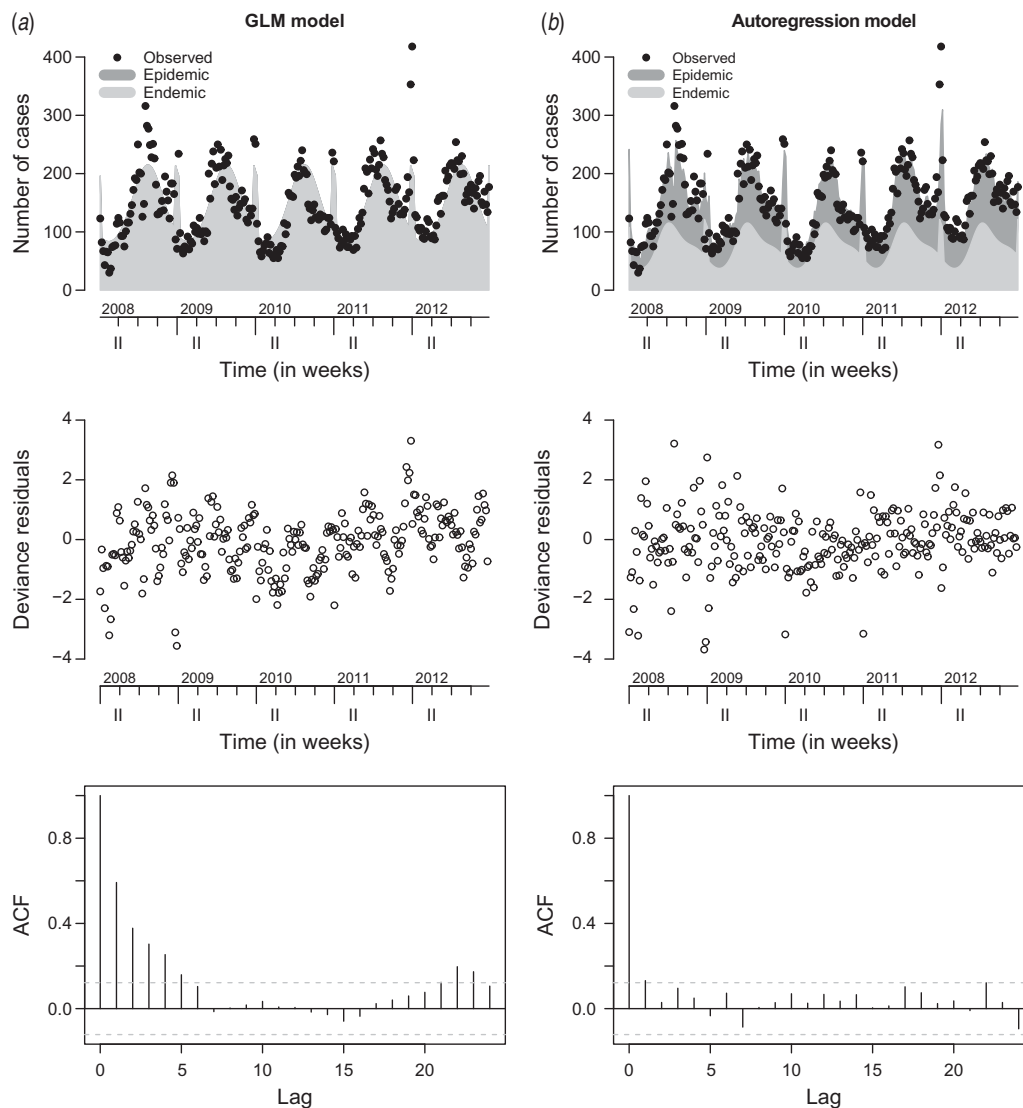 (a) GLM model
400
300
200
100
0
Number of cases
Observed
Epidemic
Endemic
2008 2009 2010 2011 2012
II II II II II
Time (in weeks)
(b) Autoregression model
400
300
200
100
0
Number of cases
Observed
Epidemic
Endemic
2008 2009 2010 2011 2012
II II II II II
Time (in weeks)
4
2
0
−2
−4
Deviance residuals
2008 2009 2010 2011 2012
II II II II II
Time (in weeks)
4
2
0
−2
−4
Deviance residuals
2008 2009 2010 2011 2012
II II II II II
Time (in weeks)
0.8
0.4
0.0
ACF
0 5 10 15 20
Lag
0.8
0.4
0.0
ACF
0 5 10 15 20
Lag